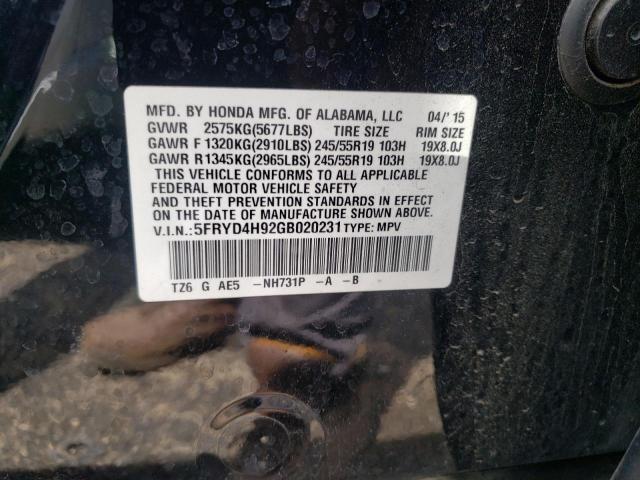 MFD. BY HONDA MFG. OF ALABAMA, LLC 04/'15
GVWR 2575KG(5677LBS) TIRE SIZE RIM SIZE
GAWR F 1320KG(2910LBS) 245/55R19 103H 19X8.0J
GAWR R1345KG(2965LBS) 245/55R19 103H 19X8.0J
THIS VEHICLE CONFORMS TO ALL APPLICABLE
FEDERAL MOTOR VEHICLE SAFETY
AND THEFT PREVENTION STANDARDS IN EFFECT
ON THE DATE OF MANUFACTURE SHOWN ABOVE.
V.I.N.:5FRYD4H92GB020231 TYPE: MPV
TZ6 G AE5 -NH731P -A -B